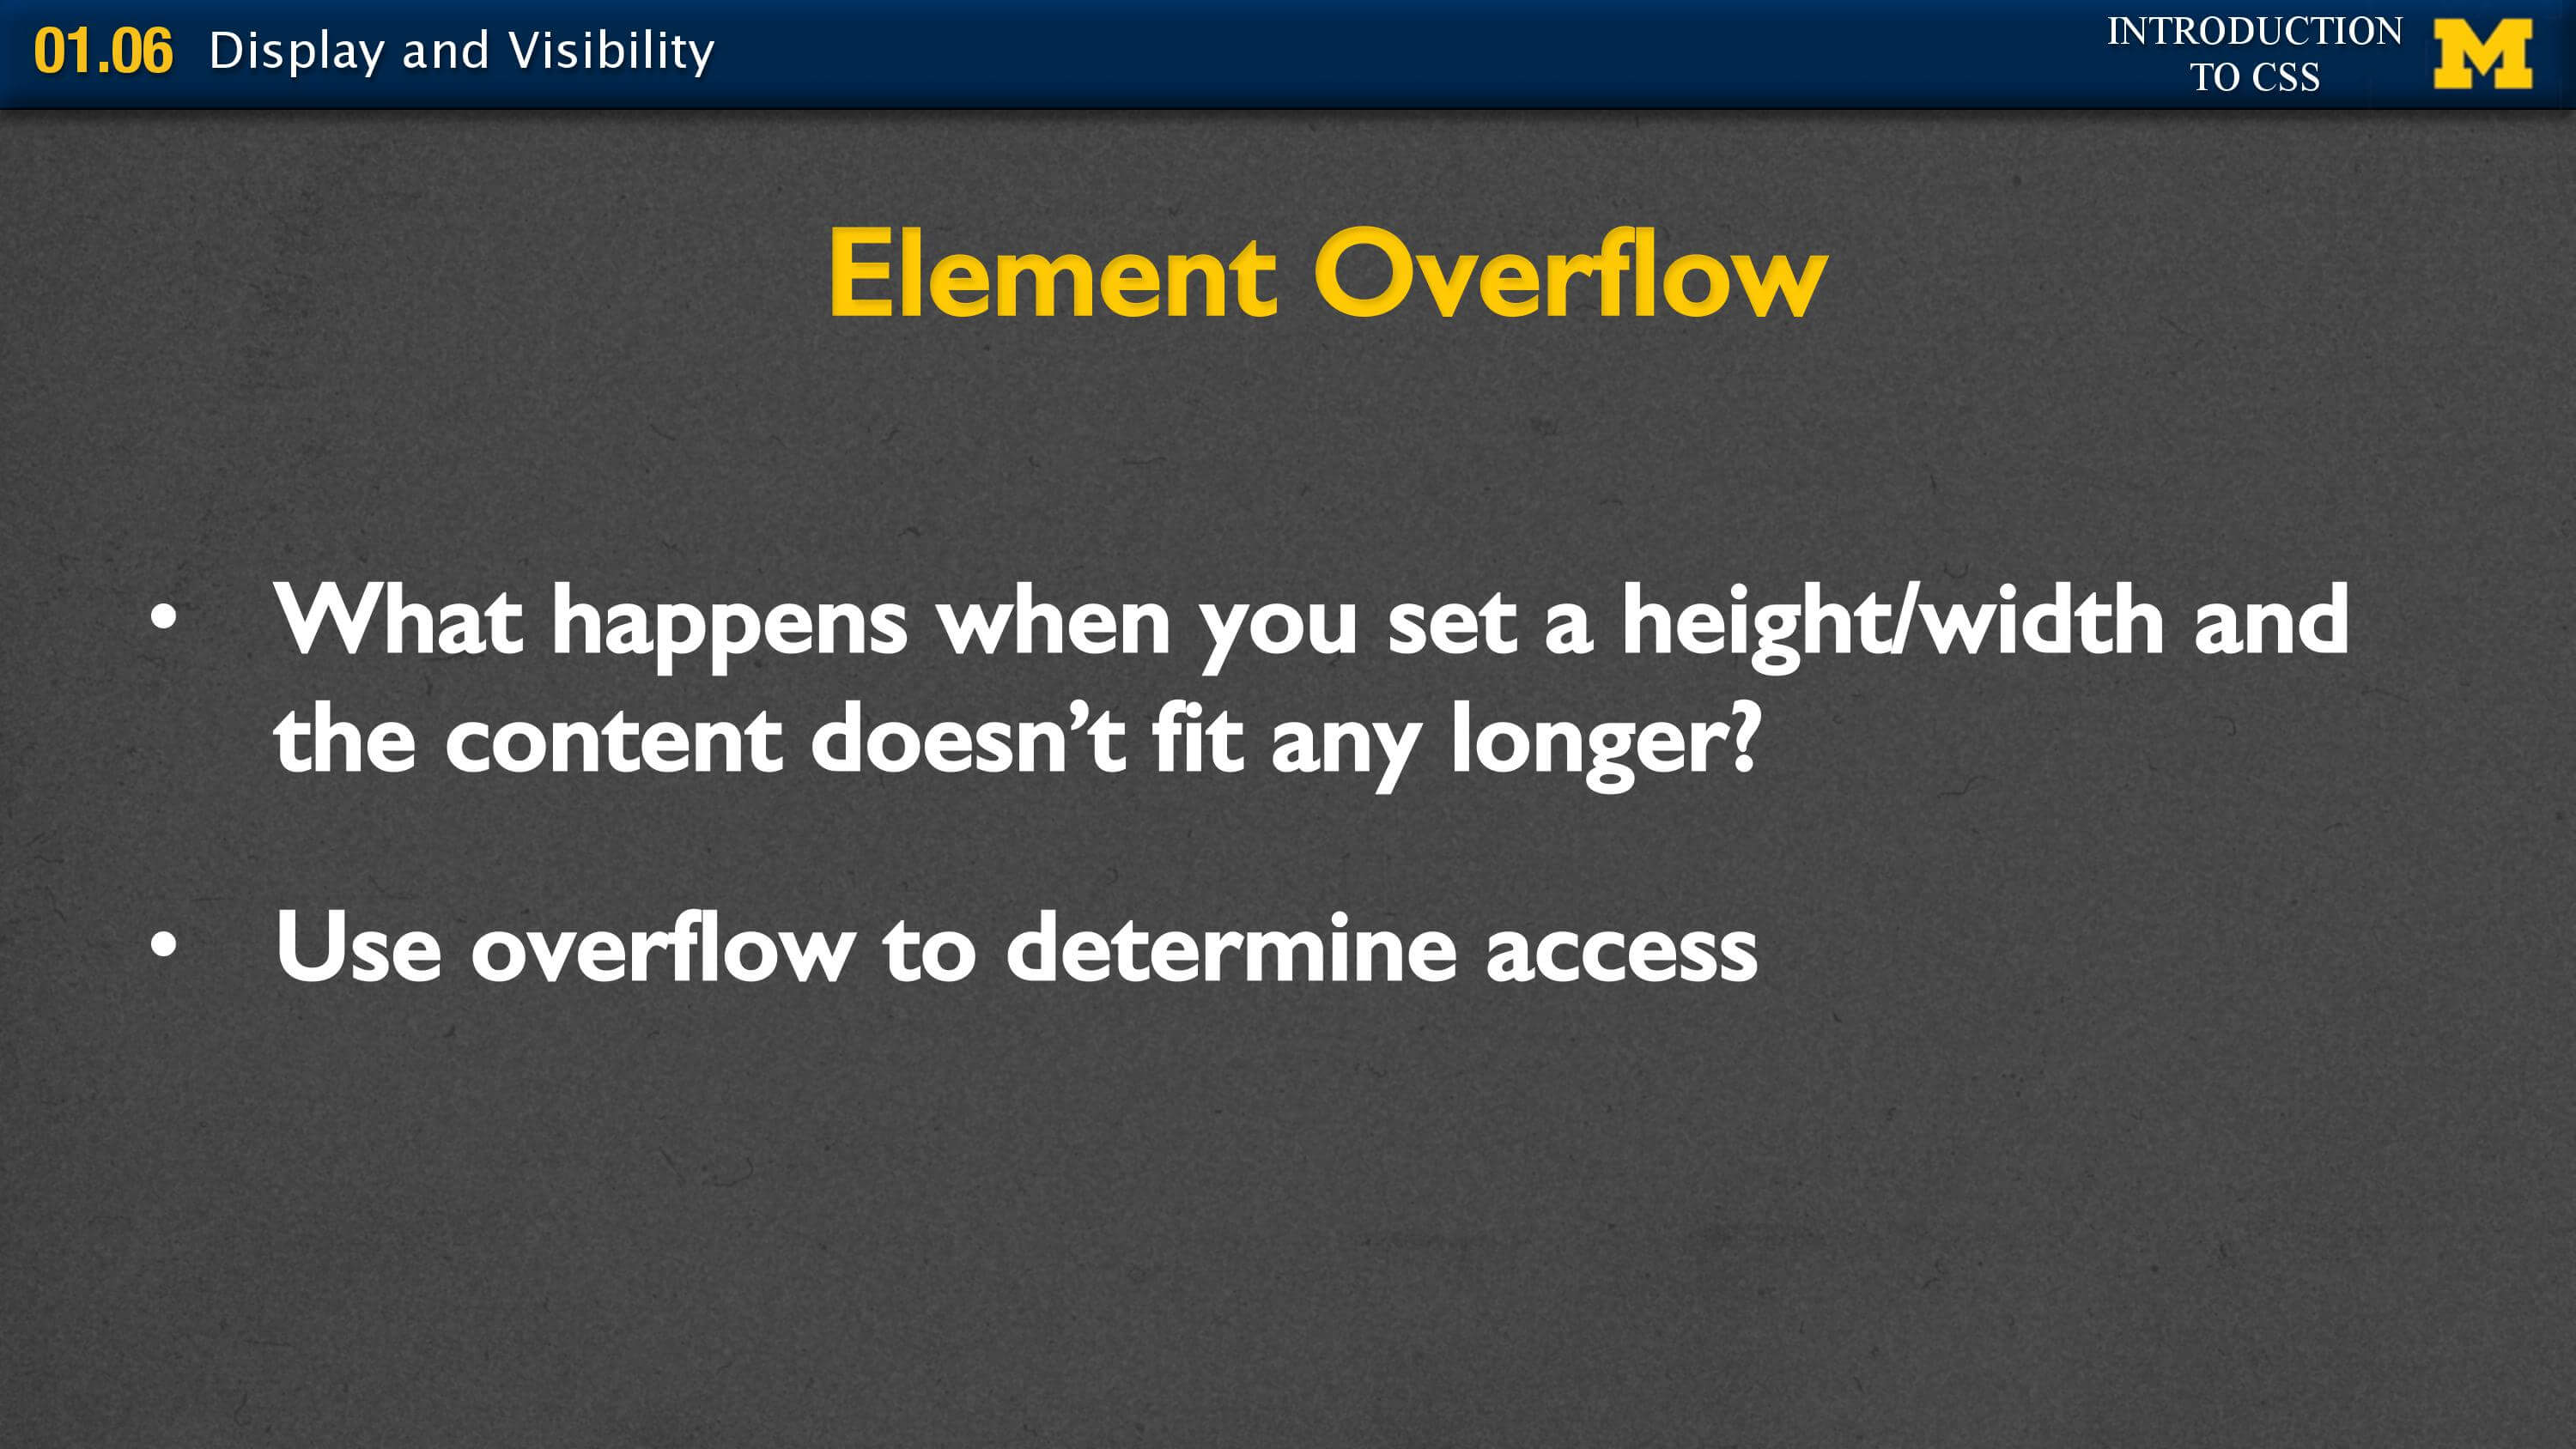 01.06 Display and Visibility
INTRODUCTION
TO CSS
M
Element Overflow
• What happens when you set a height/width and
the content doesn’t fit any longer?
• Use overflow to determine access